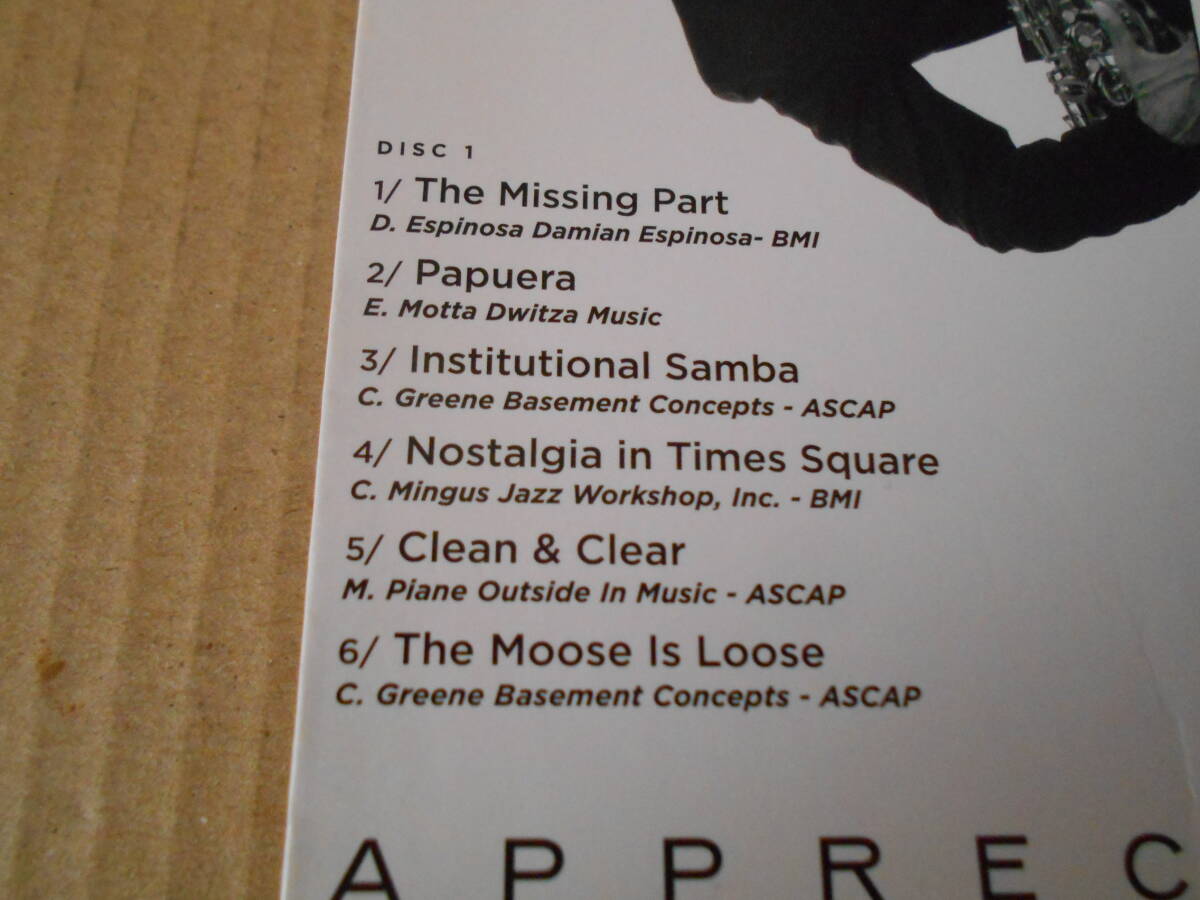 DISC 1
1/ The Missing Part
D. Espinosa Damian Espinosa- BMI
2/ Papuera
E. Motta Dwitza Music
3/ Institutional Samba
C. Greene Basement Concepts - ASCAP
4/ Nostalgia in Times Square
C. Mingus Jazz Workshop, Inc. - BMI
5/ Clean & Clear
M. Piane Outside In Music - ASCAP
6/ The Moose Is Loose
C. Greene Basement Concepts - ASCAP
APPREC